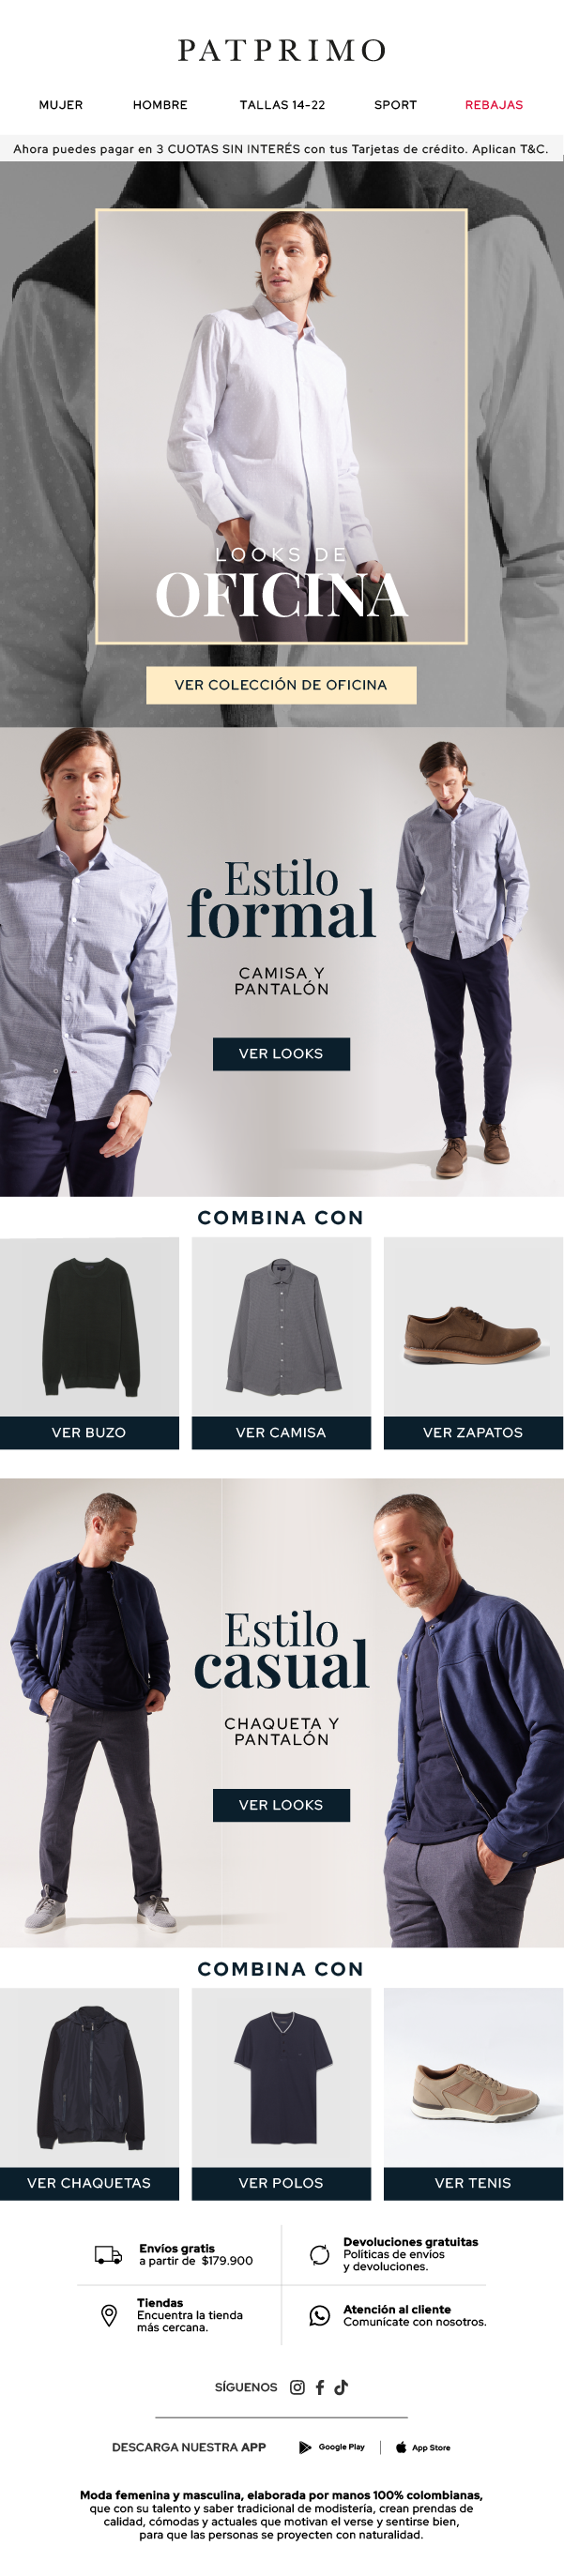 PATPRIMO
MUJER HOMBRE TALLAS 14-22 SPORT REBAJAS
Ahora puedes pagar en 3 CUOTAS SIN INTERÉS con tus Tarjetas de crédito. Aplican T&C.
LOOKS DE
OFICINA
VER COLECCIÓN DE OFICINA
Estilo
formal
CAMISA Y
PANTALÓN
VER LOOKS
COMBINA CON
VER BUZO VER CAMISA VER ZAPATOS
Estilo
casual
CHAQUETA Y
PANTALÓN
VER LOOKS
COMBINA CON
VER CHAQUETAS VER POLOS VER TENIS
Envíos gratis
a partir de $179.900
Devoluciones gratuitas
Políticas de envios
y devoluciones.
Tiendas
Encuentra la tienda
más cercana.
Atención al cliente
Comunícate con nosotros.
SÍGUENOS
DESCARGA NUESTRA APP Google Play App Store
Moda femenina y masculina, elaborada por manos 100% colombianas,
que con su talento y saber tradicional de modistería, crean prendas de
calidad, cómodas y actuales que motivan el verse y sentirse bien,
para que las personas se proyecten con naturalidad.